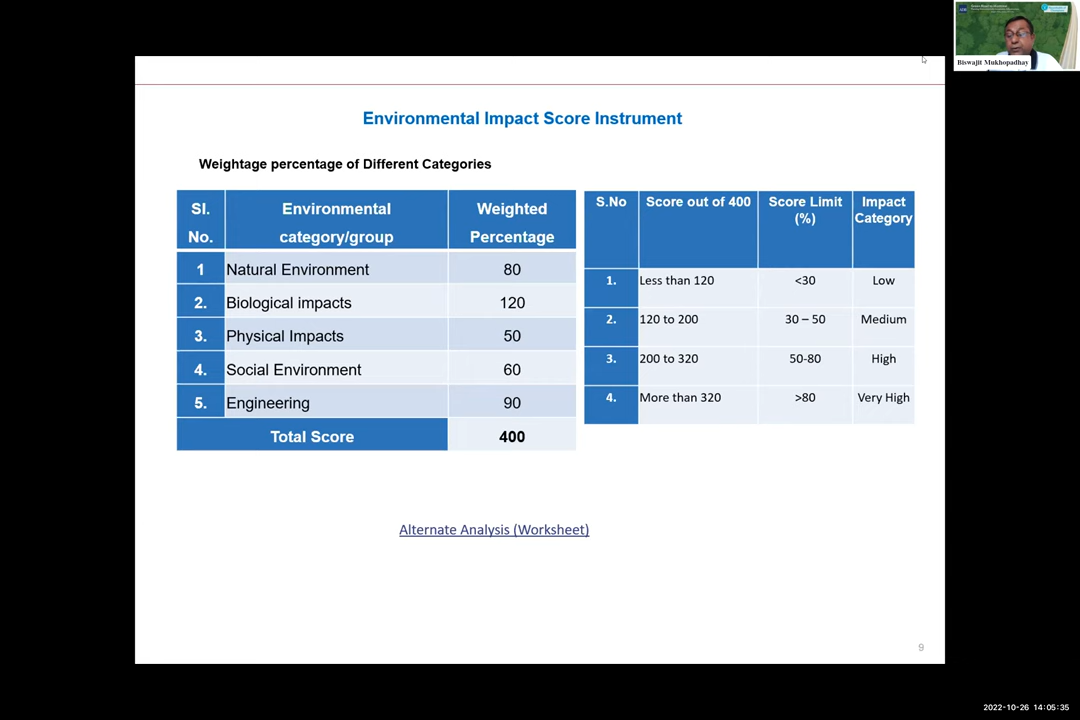 Biswajit Mukhopadhay
Environmental Impact Score Instrument
Weightage percentage of Different Categories
Sl. No. Environmental category/group Weighted Percentage
1 Natural Environment 80
2. Biological impacts 120
3. Physical Impacts 50
4. Social Environment 60
5. Engineering 90
Total Score 400
S.No Score out of 400 Score Limit (%) Impact Category
1. Less than 120 <30 Low
2. 120 to 200 30 – 50 Medium
3. 200 to 320 50-80 High
4. More than 320 >80 Very High
Alternate Analysis (Worksheet)
9
2022-10-26 14:05:35